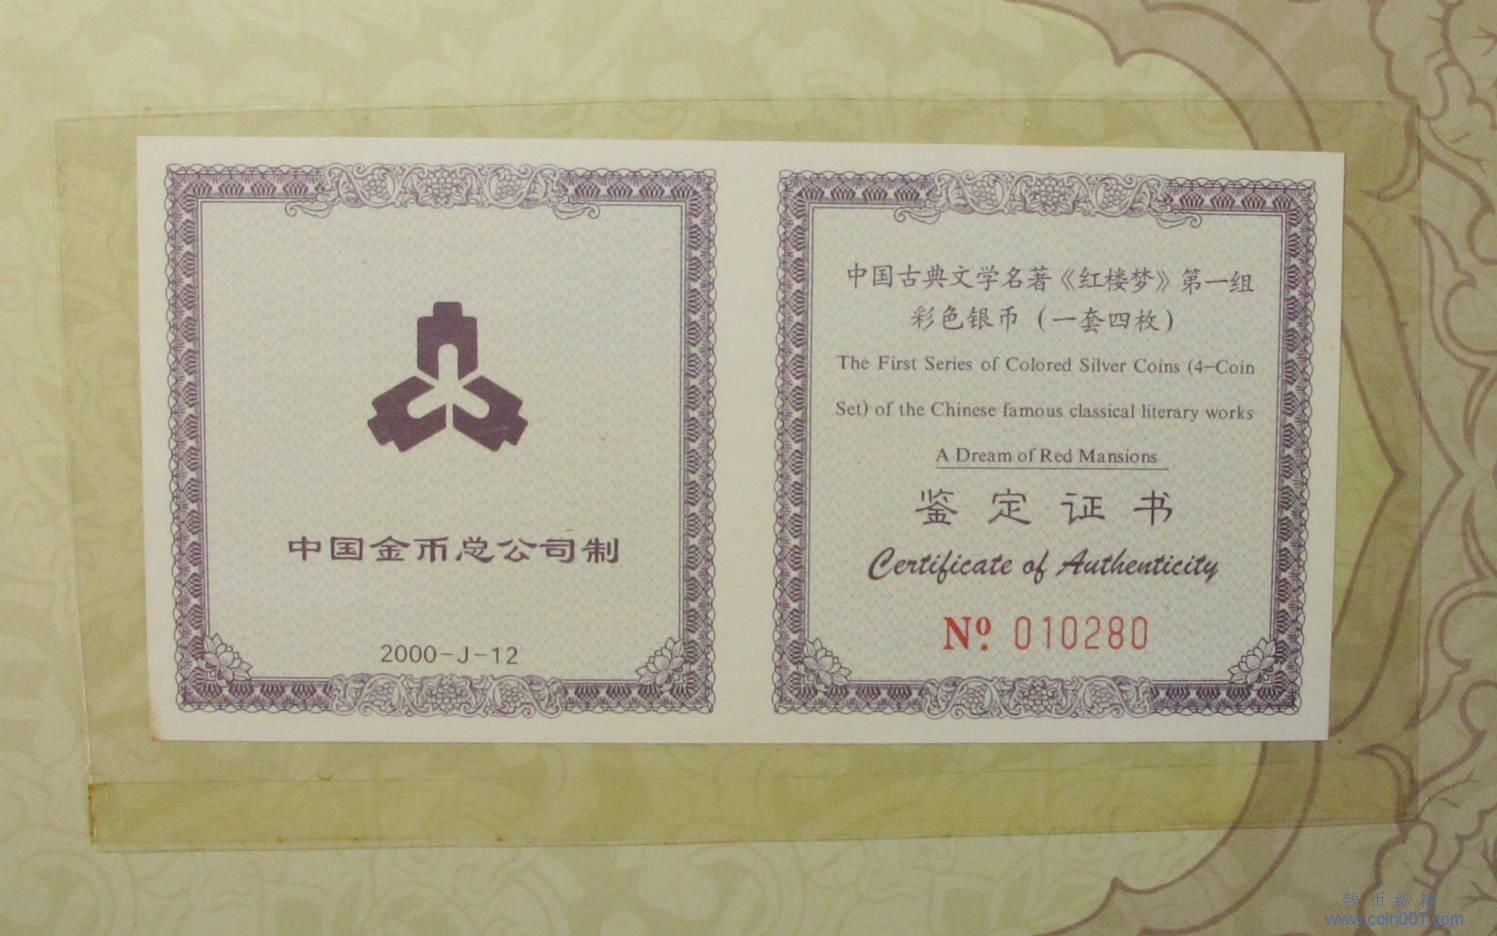 中国金币总公司制
2000-J-12
中国古典文学名著《红楼梦》第一组
彩色银币(一套四枚)
The First Series of Colored Silver Coins (4-Coin
Set) of the Chinese famous classical literary works
A Dream of Red Mansions
鉴定证书
Certificate of Authenticity
Nº 010280
钱币纵横
www.coin007.com